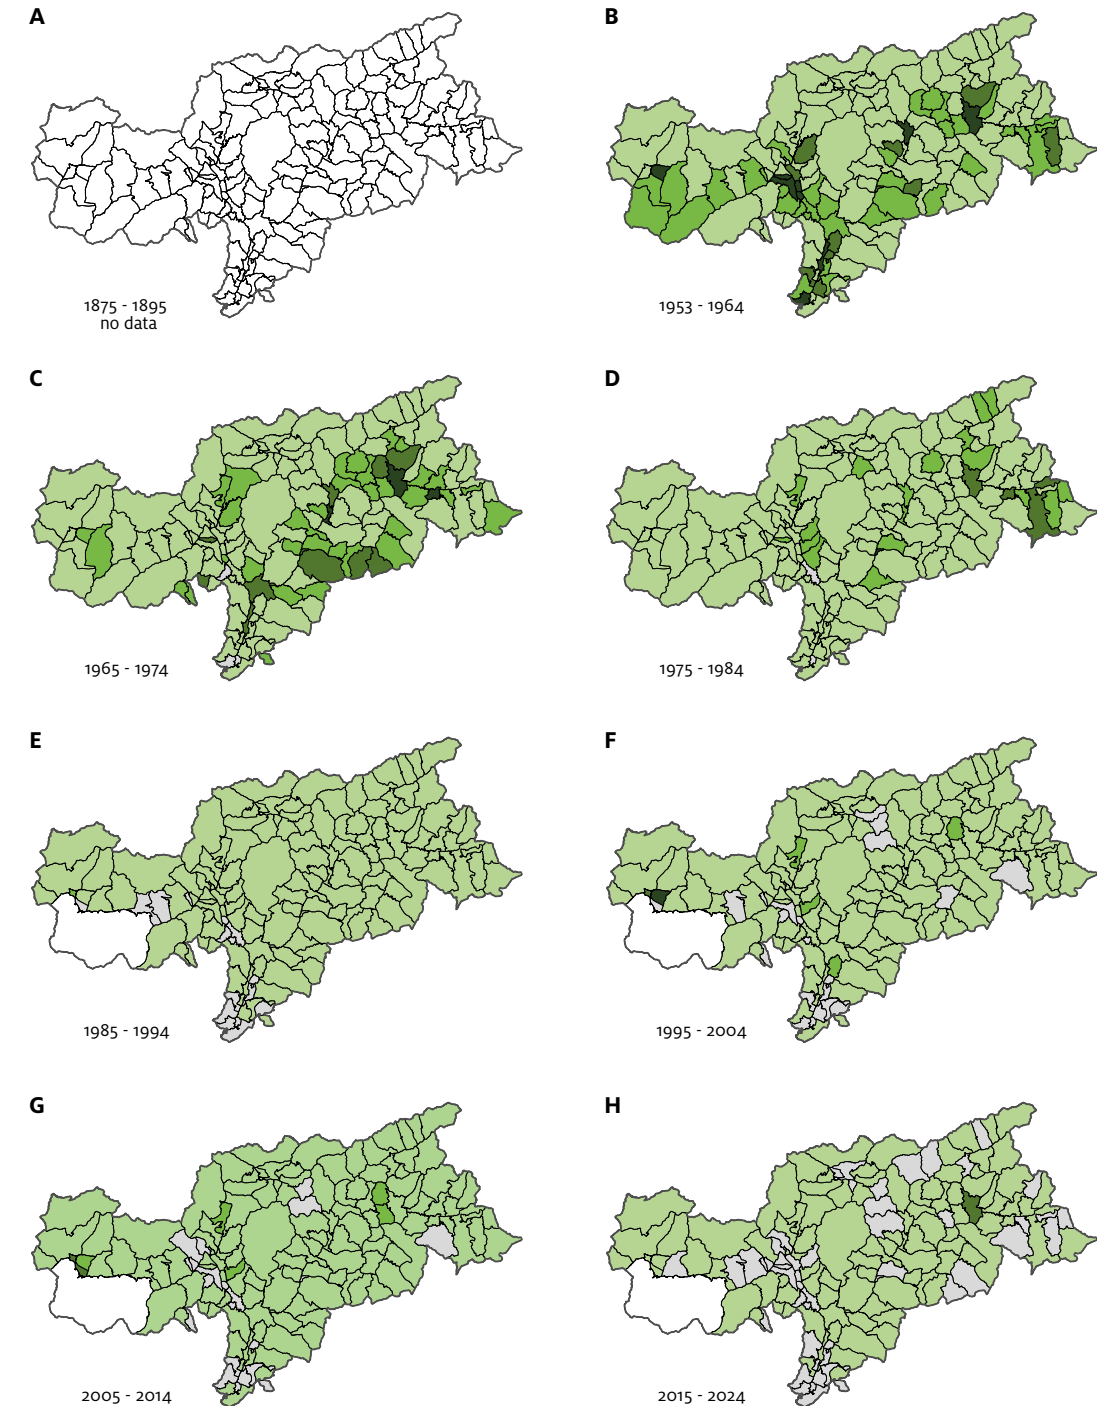 A
B
1875 - 1895
no data
1953 - 1964
C
D
1965 - 1974
1975 - 1984
E
F
1985 - 1994
1995 - 2004
G
H
2005 - 2014
2015 - 2024